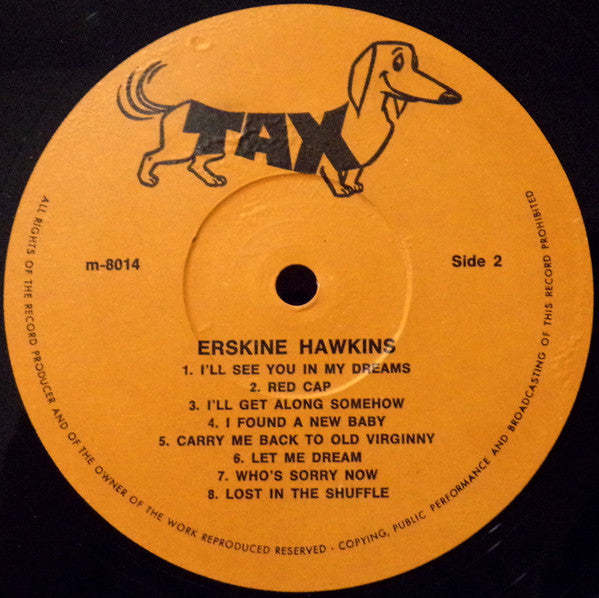 TAX
m-8014
Side 2
ERSKINE HAWKINS
1. I'LL SEE YOU IN MY DREAMS
2. RED CAP
3. I'LL GET ALONG SOMEHOW
4. I FOUND A NEW BABY
5. CARRY ME BACK TO OLD VIRGINNY
6. LET ME DREAM
7. WHO'S SORRY NOW
8. LOST IN THE SHUFFLE
ALL RIGHTS OF THE RECORD PRODUCER AND OF THE OWNER OF THE WORK REPRODUCED RESERVED · COPYING, PUBLIC PERFORMANCE AND BROADCASTING OF THIS RECORD PROHIBITED